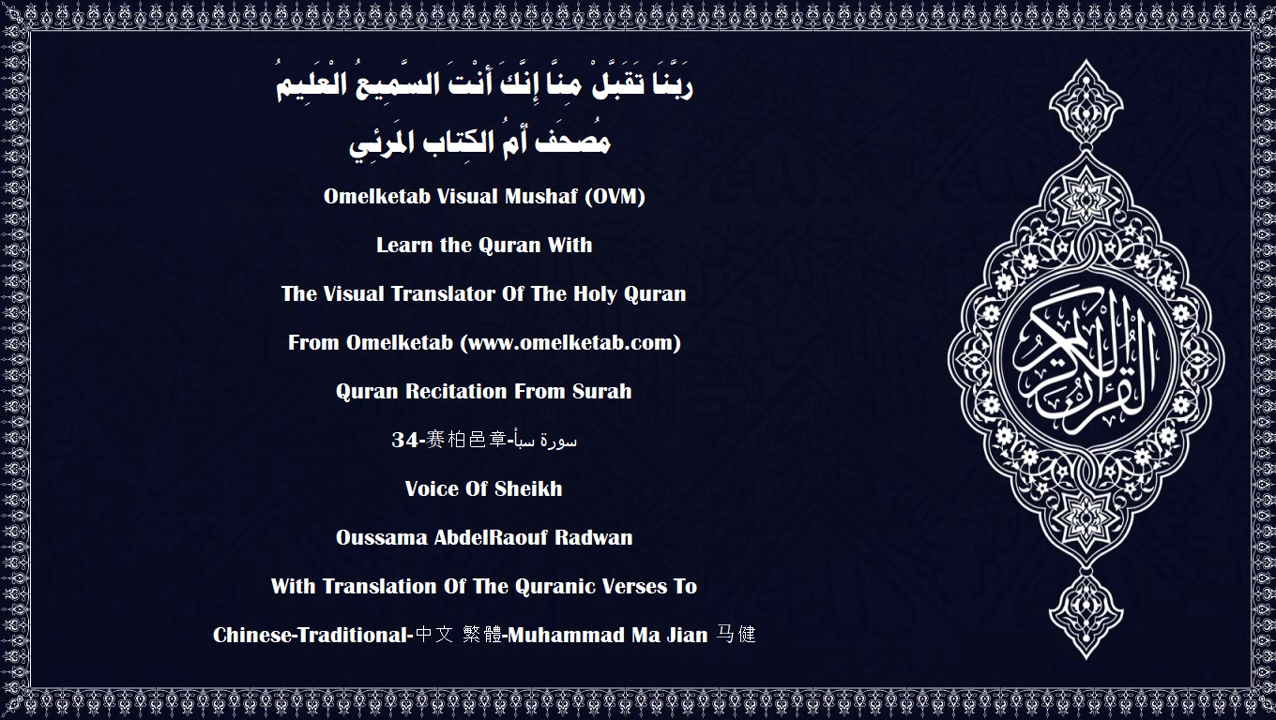 رَبَّنَا تَقَبَّلْ مِنَّا إِنَّكَ أَنْتَ السَّمِيعُ الْعَلِيمُ
مُصحَف أمُ الكِتاب المَرئِي
Omelketab Visual Mushaf (OVM)
Learn the Quran With
The Visual Translator Of The Holy Quran
From Omelketab (www.omelketab.com)
Quran Recitation From Surah
34-赛柏邑章-سورة سبأ
Voice Of Sheikh
Oussama AbdelRaouf Radwan
With Translation Of The Quranic Verses To
Chinese-Traditional-中文 繁體-Muhammad Ma Jian 马健
القرآن الكريم